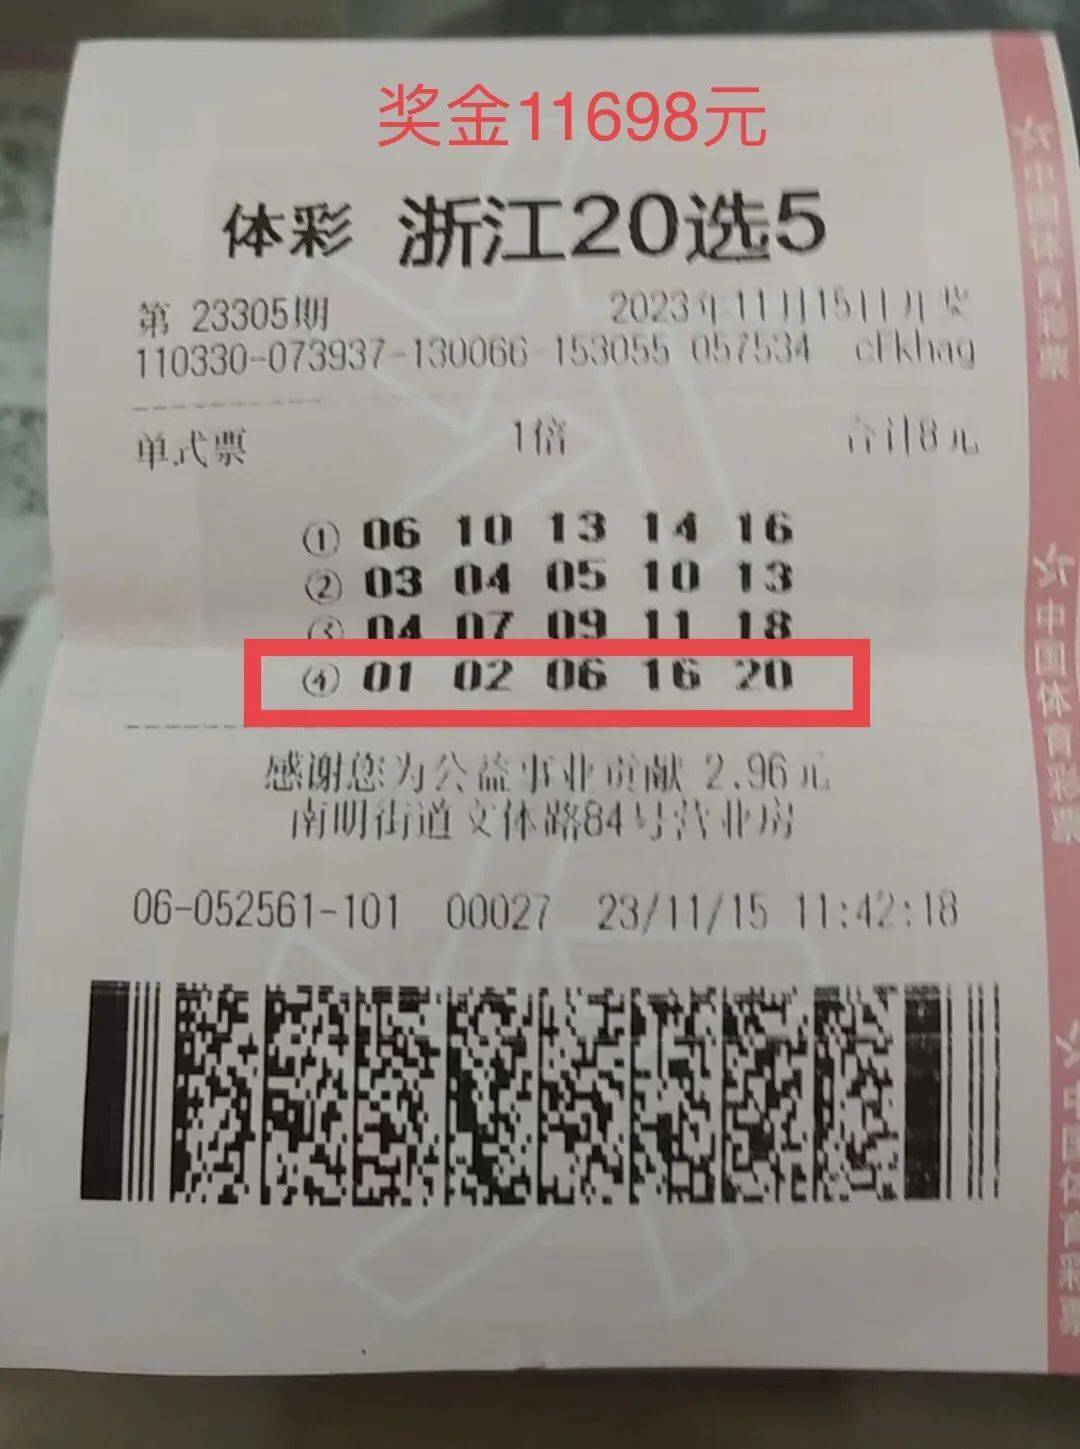 奖金11698元
体彩 浙江20选5
第 23305期 2023年11月15日开奖
110330-073937-130066-153055 057534 cFkhag
单式票 1倍 合计8元
① 06 10 13 14 16
② 03 04 05 10 13
③ 04 07 09 11 18
④ 01 02 06 16 20
感谢您为公益事业贡献 2.96元
南明街道文体路84号营业房
06-052561-101 00027 23/11/15 11:42:18
中国体育彩票
中国体育彩票
中国体育彩票